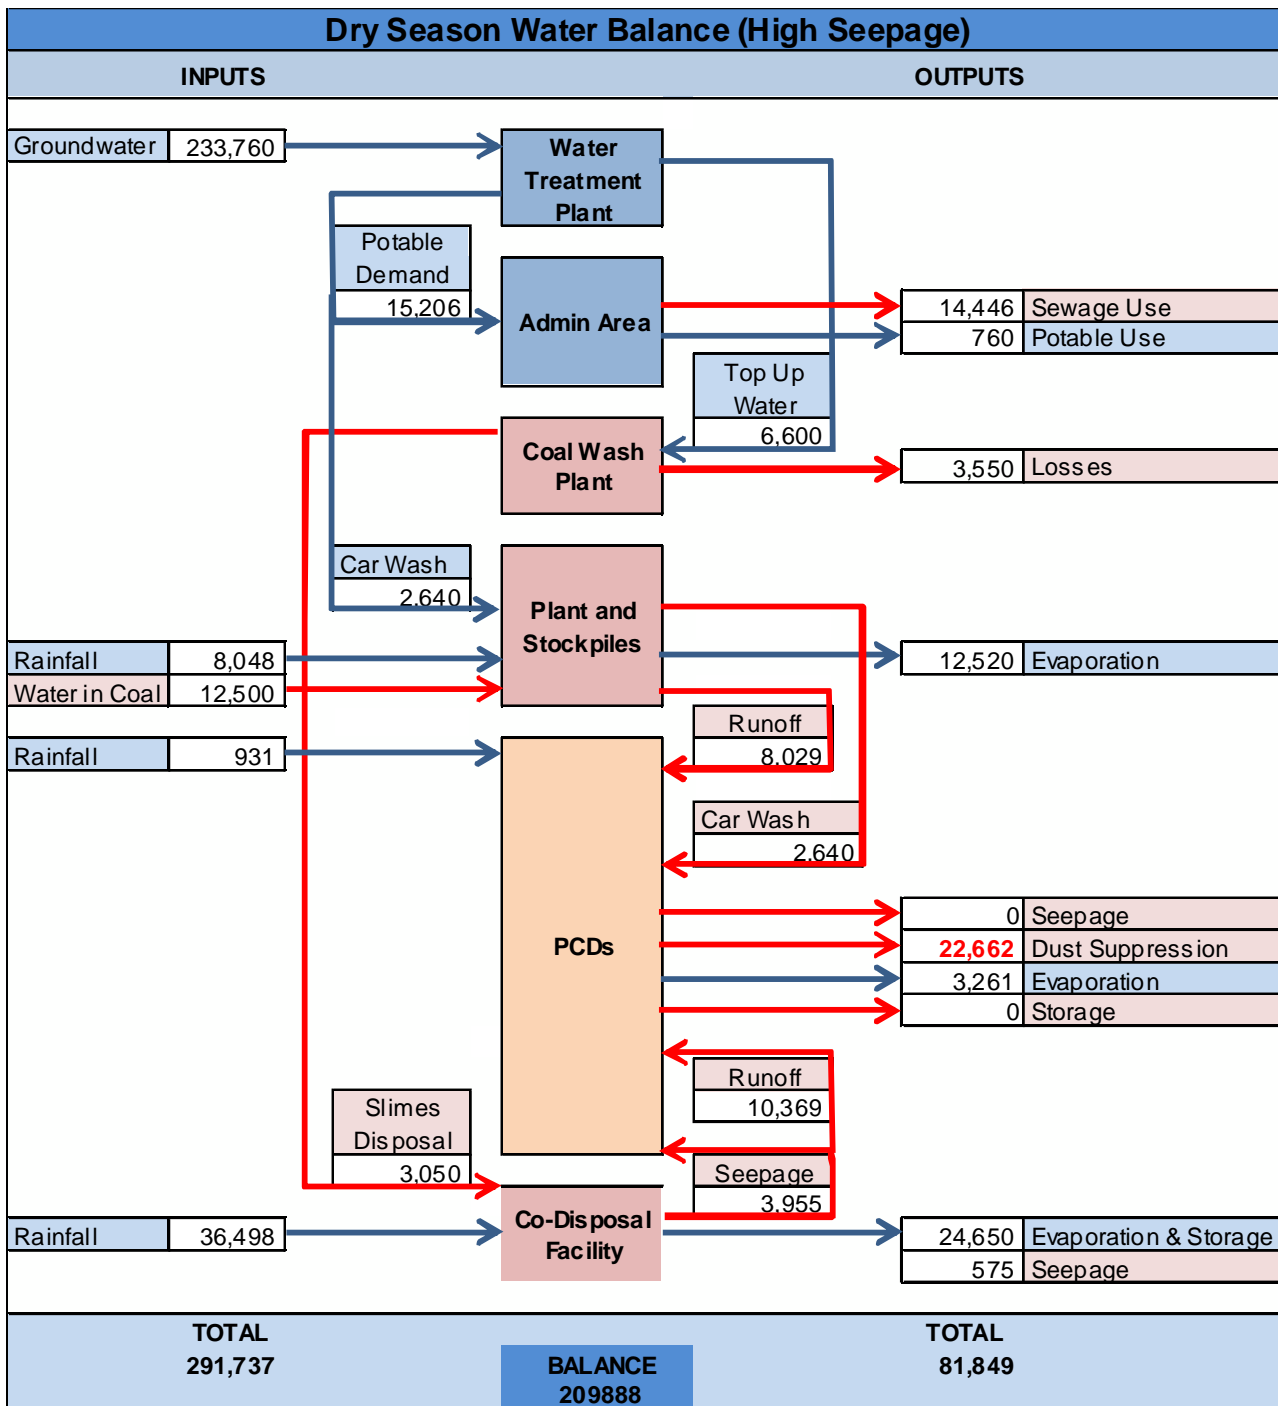 Dry Season Water Balance (High Seepage)
INPUTS
OUTPUTS
Groundwater 233,760
Water
Treatment
Plant
Potable
Demand
15,206
Admin Area
14,446 Sewage Use
760 Potable Use
Top Up
Water
6,600
Coal Wash
Plant
3,550 Losses
Car Wash
2,640
Plant and
Stockpiles
Rainfall 8,048
12,520 Evaporation
Water in Coal 12,500
Runoff
8,029
Rainfall 931
Car Wash
2,640
PCDs
0 Seepage
22,662 Dust Suppression
3,261 Evaporation
0 Storage
Runoff
10,369
Slimes
Disposal
3,050
Seepage
3,955
Co-Disposal
Facility
Rainfall 36,498
24,650 Evaporation & Storage
575 Seepage
TOTAL
291,737
BALANCE
209888
TOTAL
81,849